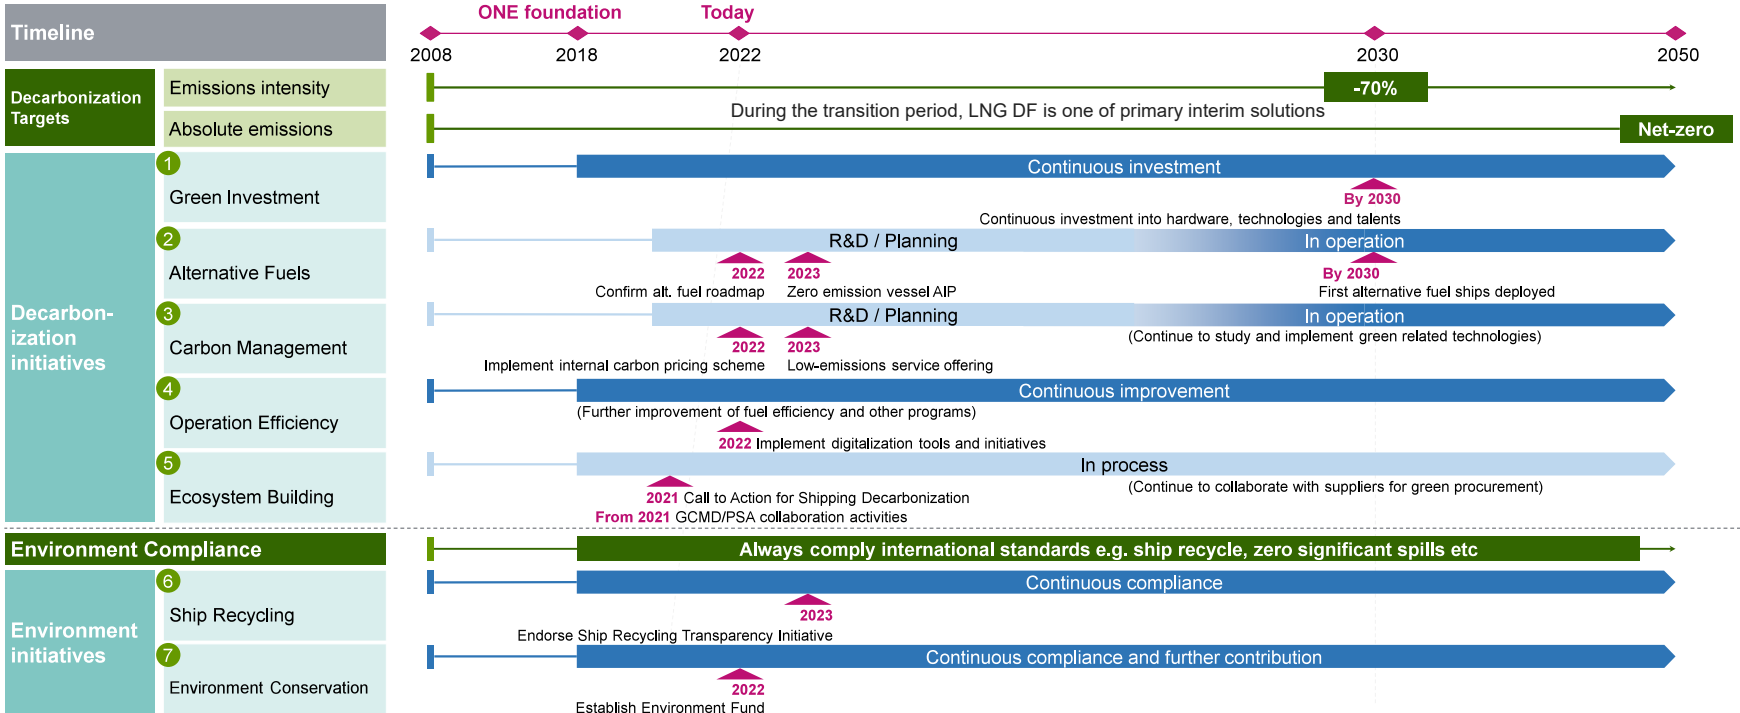 Timeline
ONE foundation
Today
2008
2018
2022
2030
2050
Decarbonization
Targets
Emissions intensity
-70%
During the transition period, LNG DF is one of primary interim solutions
Absolute emissions
Net-zero
Decarbon-
ization
initiatives
1
Green Investment
Continuous investment
By 2030
Continuous investment into hardware, technologies and talents
2
Alternative Fuels
R&D / Planning
In operation
2022
Confirm alt. fuel roadmap
2023
Zero emission vessel AIP
By 2030
First alternative fuel ships deployed
3
Carbon Management
R&D / Planning
In operation
(Continue to study and implement green related technologies)
2022
Implement internal carbon pricing scheme
2023
Low-emissions service offering
4
Operation Efficiency
Continuous improvement
(Further improvement of fuel efficiency and other programs)
2022 Implement digitalization tools and initiatives
5
Ecosystem Building
In process
(Continue to collaborate with suppliers for green procurement)
2021 Call to Action for Shipping Decarbonization
From 2021 GCMD/PSA collaboration activities
Environment Compliance
Always comply international standards e.g. ship recycle, zero significant spills etc
Environment
initiatives
6
Ship Recycling
Continuous compliance
2023
Endorse Ship Recycling Transparency Initiative
7
Environment Conservation
Continuous compliance and further contribution
2022
Establish Environment Fund